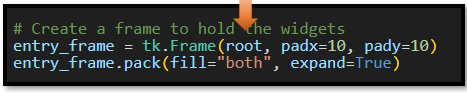 # Create a frame to hold the widgets
entry_frame = tk.Frame(root, padx=10, pady=10)
entry_frame.pack(fill="both", expand=True)